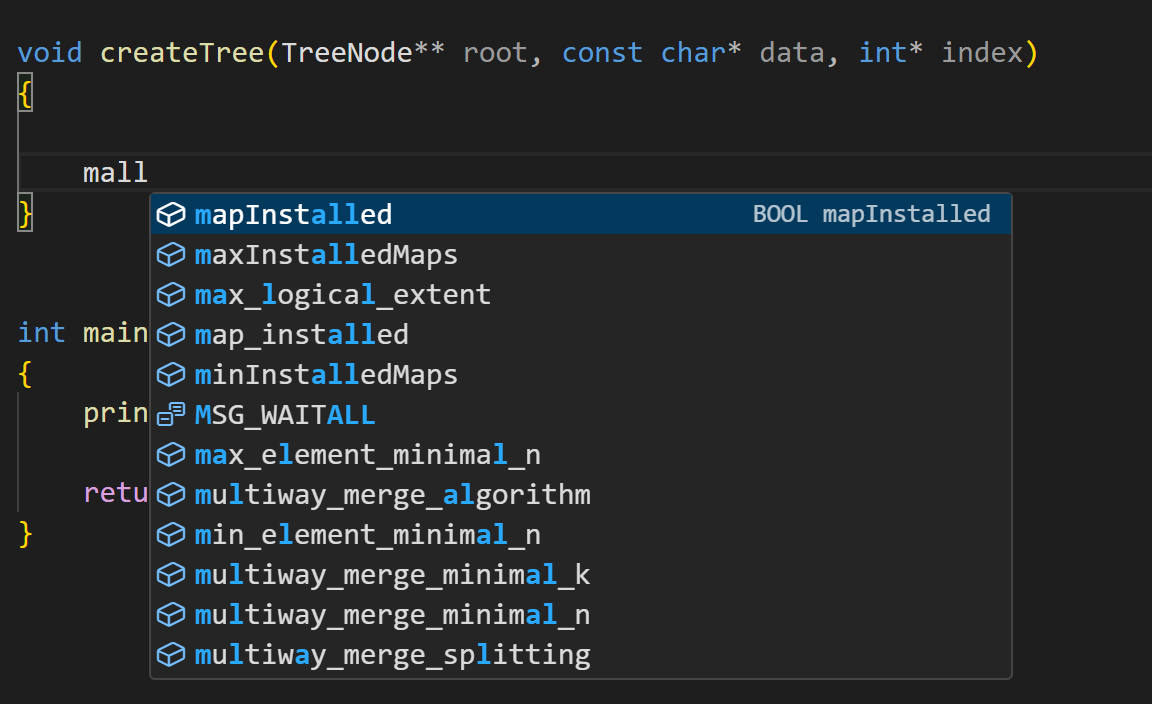 void createTree(TreeNode** root, const char* data, int* index)
{
mall
}
mapInstalled BOOL mapInstalled
maxInstalledMaps
max_logical_extent
int main
map_installed
{
minInstalledMaps
prin
MSG_WAITALL
max_element_minimal_n
retu
multiway_merge_algorithm
}
min_element_minimal_n
multiway_merge_minimal_k
multiway_merge_minimal_n
multiway_merge_splitting